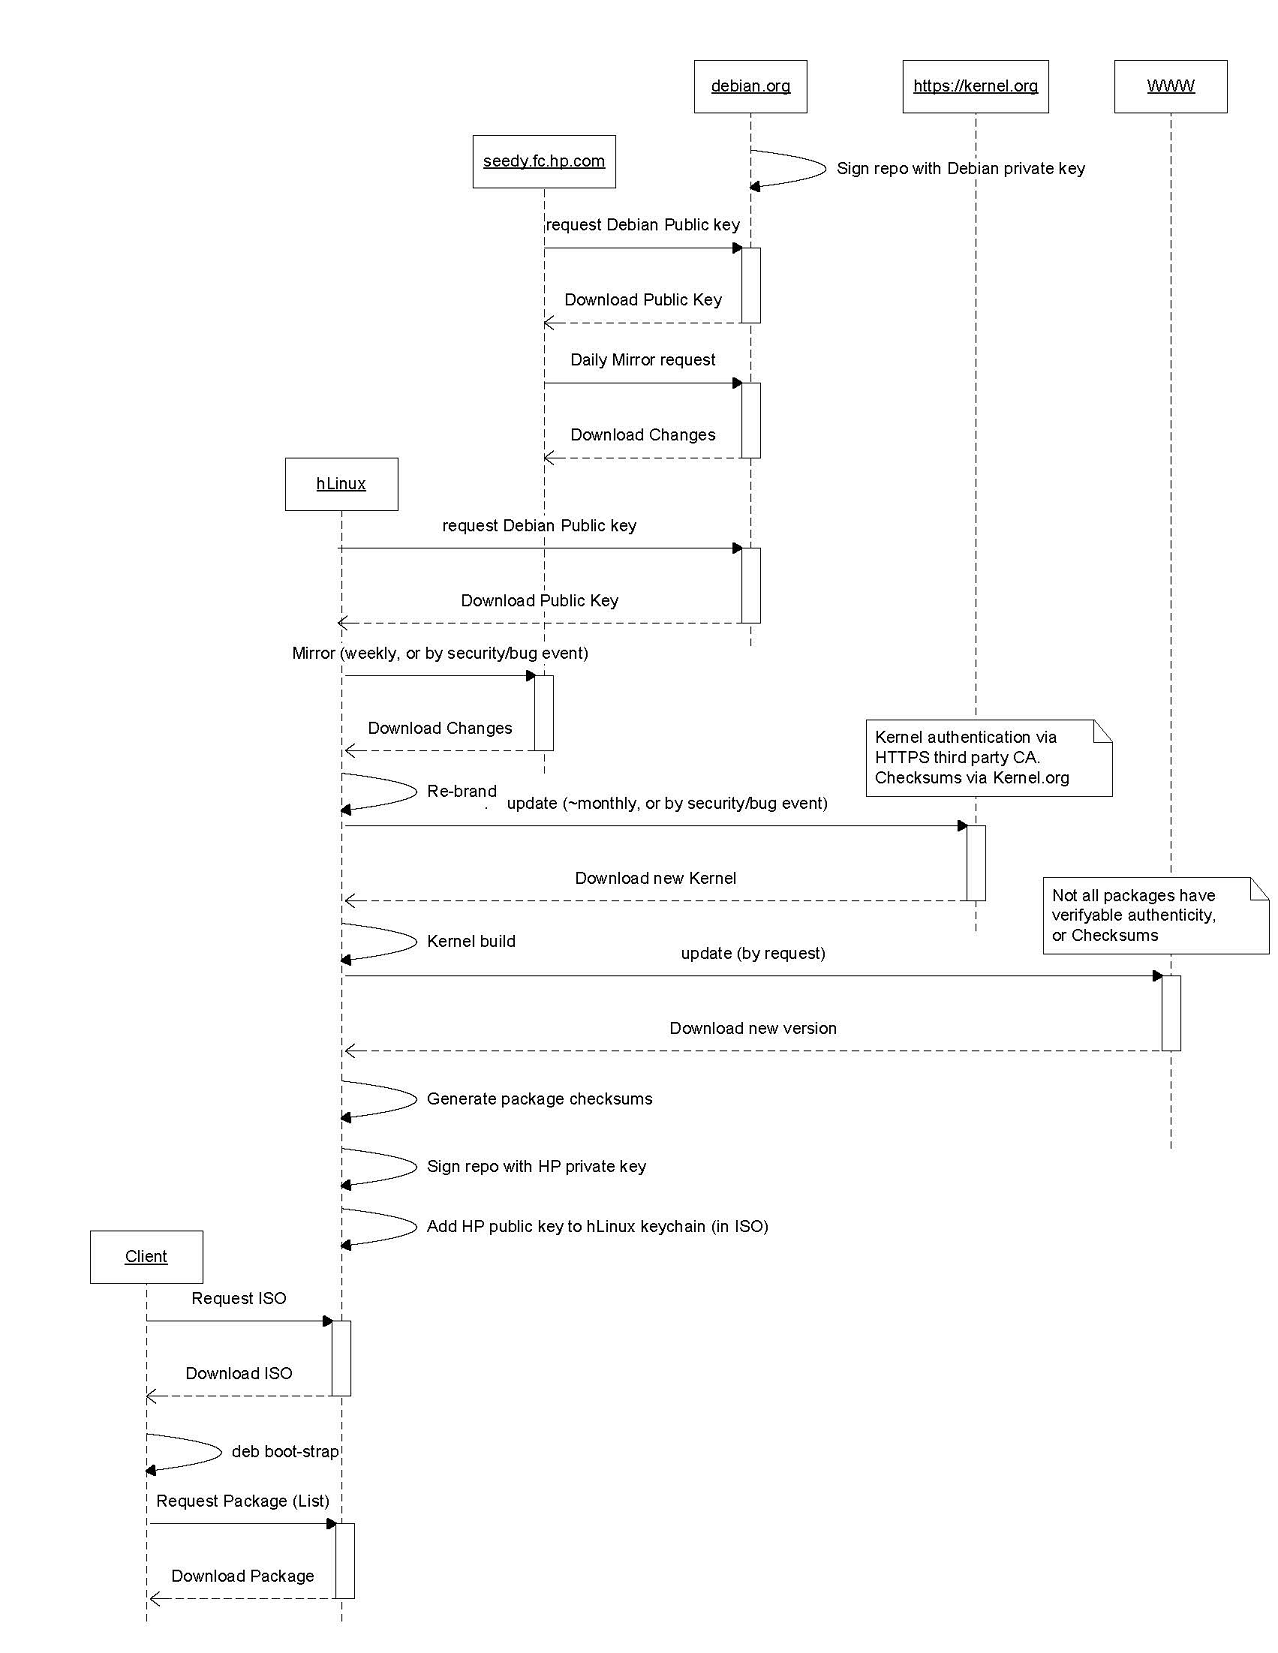 debian.org
https://kernel.org
WWW
seedy.fc.hp.com
Sign repo with Debian private key
request Debian Public key
Download Public Key
Daily Mirror request
Download Changes
hLinux
request Debian Public key
Download Public Key
Mirror (weekly, or by security/bug event)
Download Changes
Kernel authentication via
HTTPS third party CA.
Checksums via Kernel.org
Re-brand
update (~monthly, or by security/bug event)
Download new Kernel
Not all packages have
verifyable authenticity,
or Checksums
Kernel build
update (by request)
Download new version
Generate package checksums
Sign repo with HP private key
Add HP public key to hLinux keychain (in ISO)
Client
Request ISO
Download ISO
deb boot-strap
Request Package (List)
Download Package